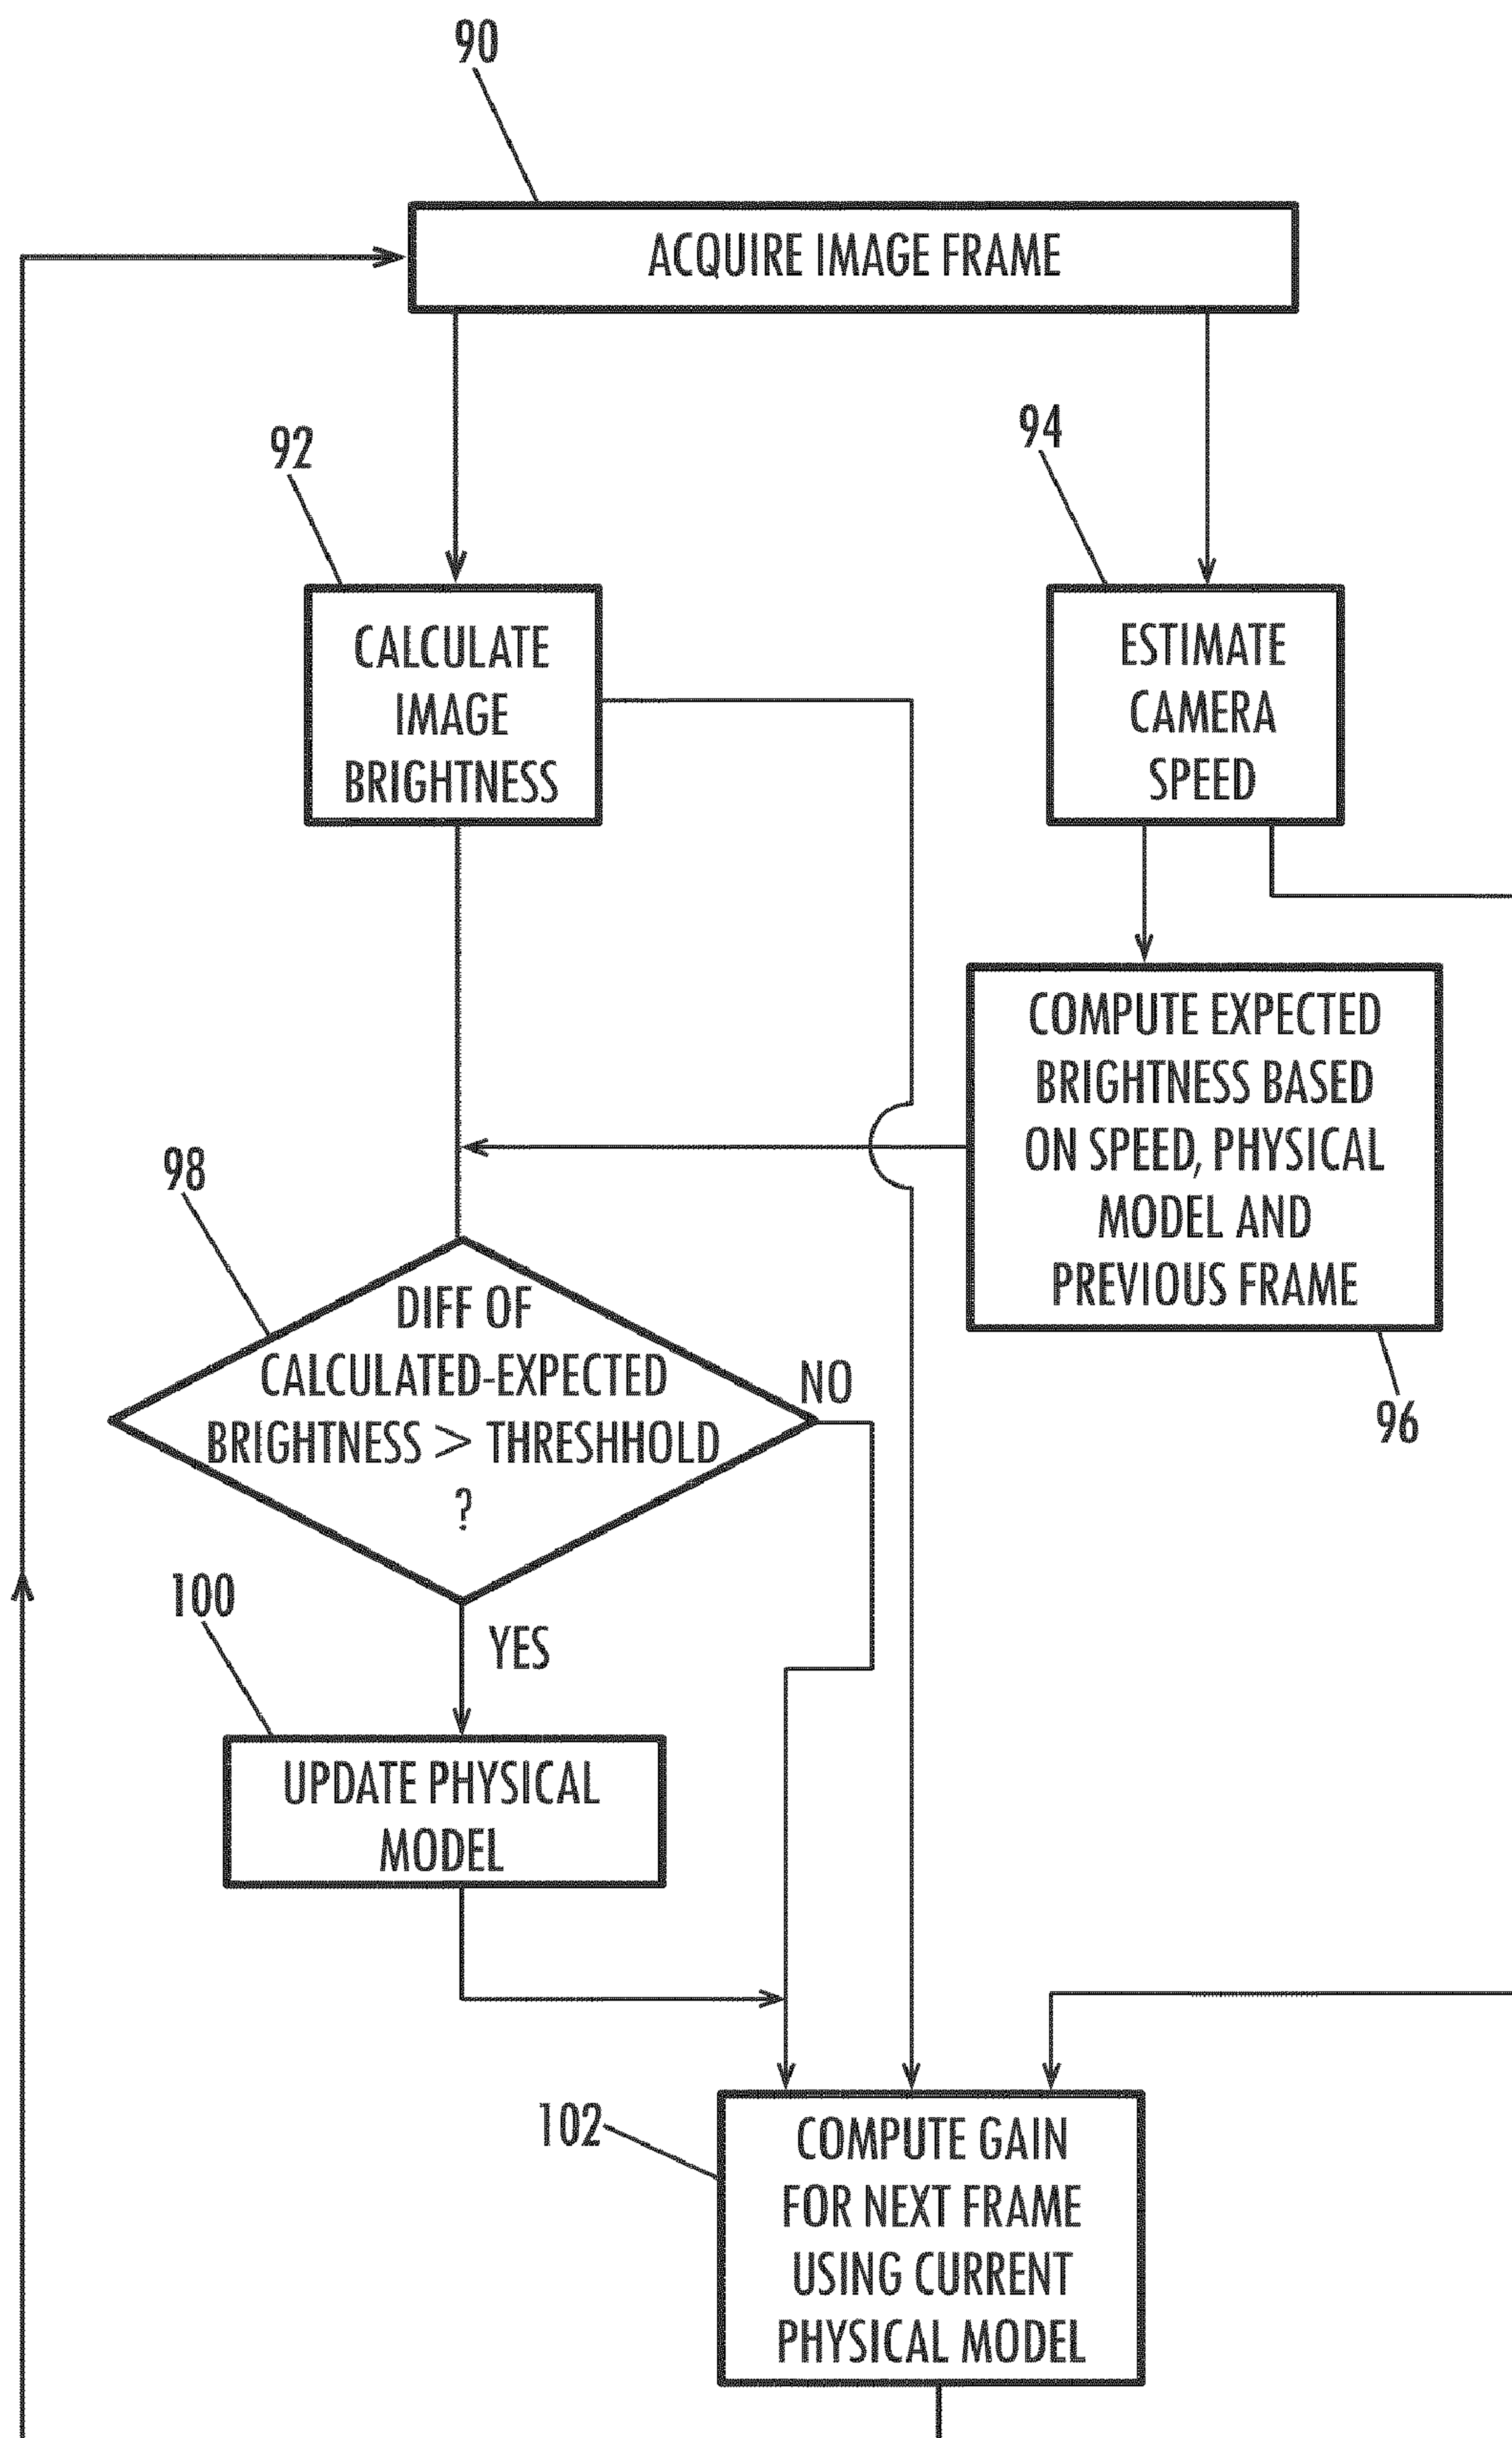 90
ACQUIRE IMAGE FRAME
92
94
CALCULATE
IMAGE
BRIGHTNESS
ESTIMATE
CAMERA
SPEED
COMPUTE EXPECTED
BRIGHTNESS BASED
ON SPEED, PHYSICAL
MODEL AND
PREVIOUS FRAME
96
98
DIFF OF
CALCULATED-EXPECTED
BRIGHTNESS > THRESHHOLD
?
NO
YES
100
UPDATE PHYSICAL
MODEL
102
COMPUTE GAIN
FOR NEXT FRAME
USING CURRENT
PHYSICAL MODEL